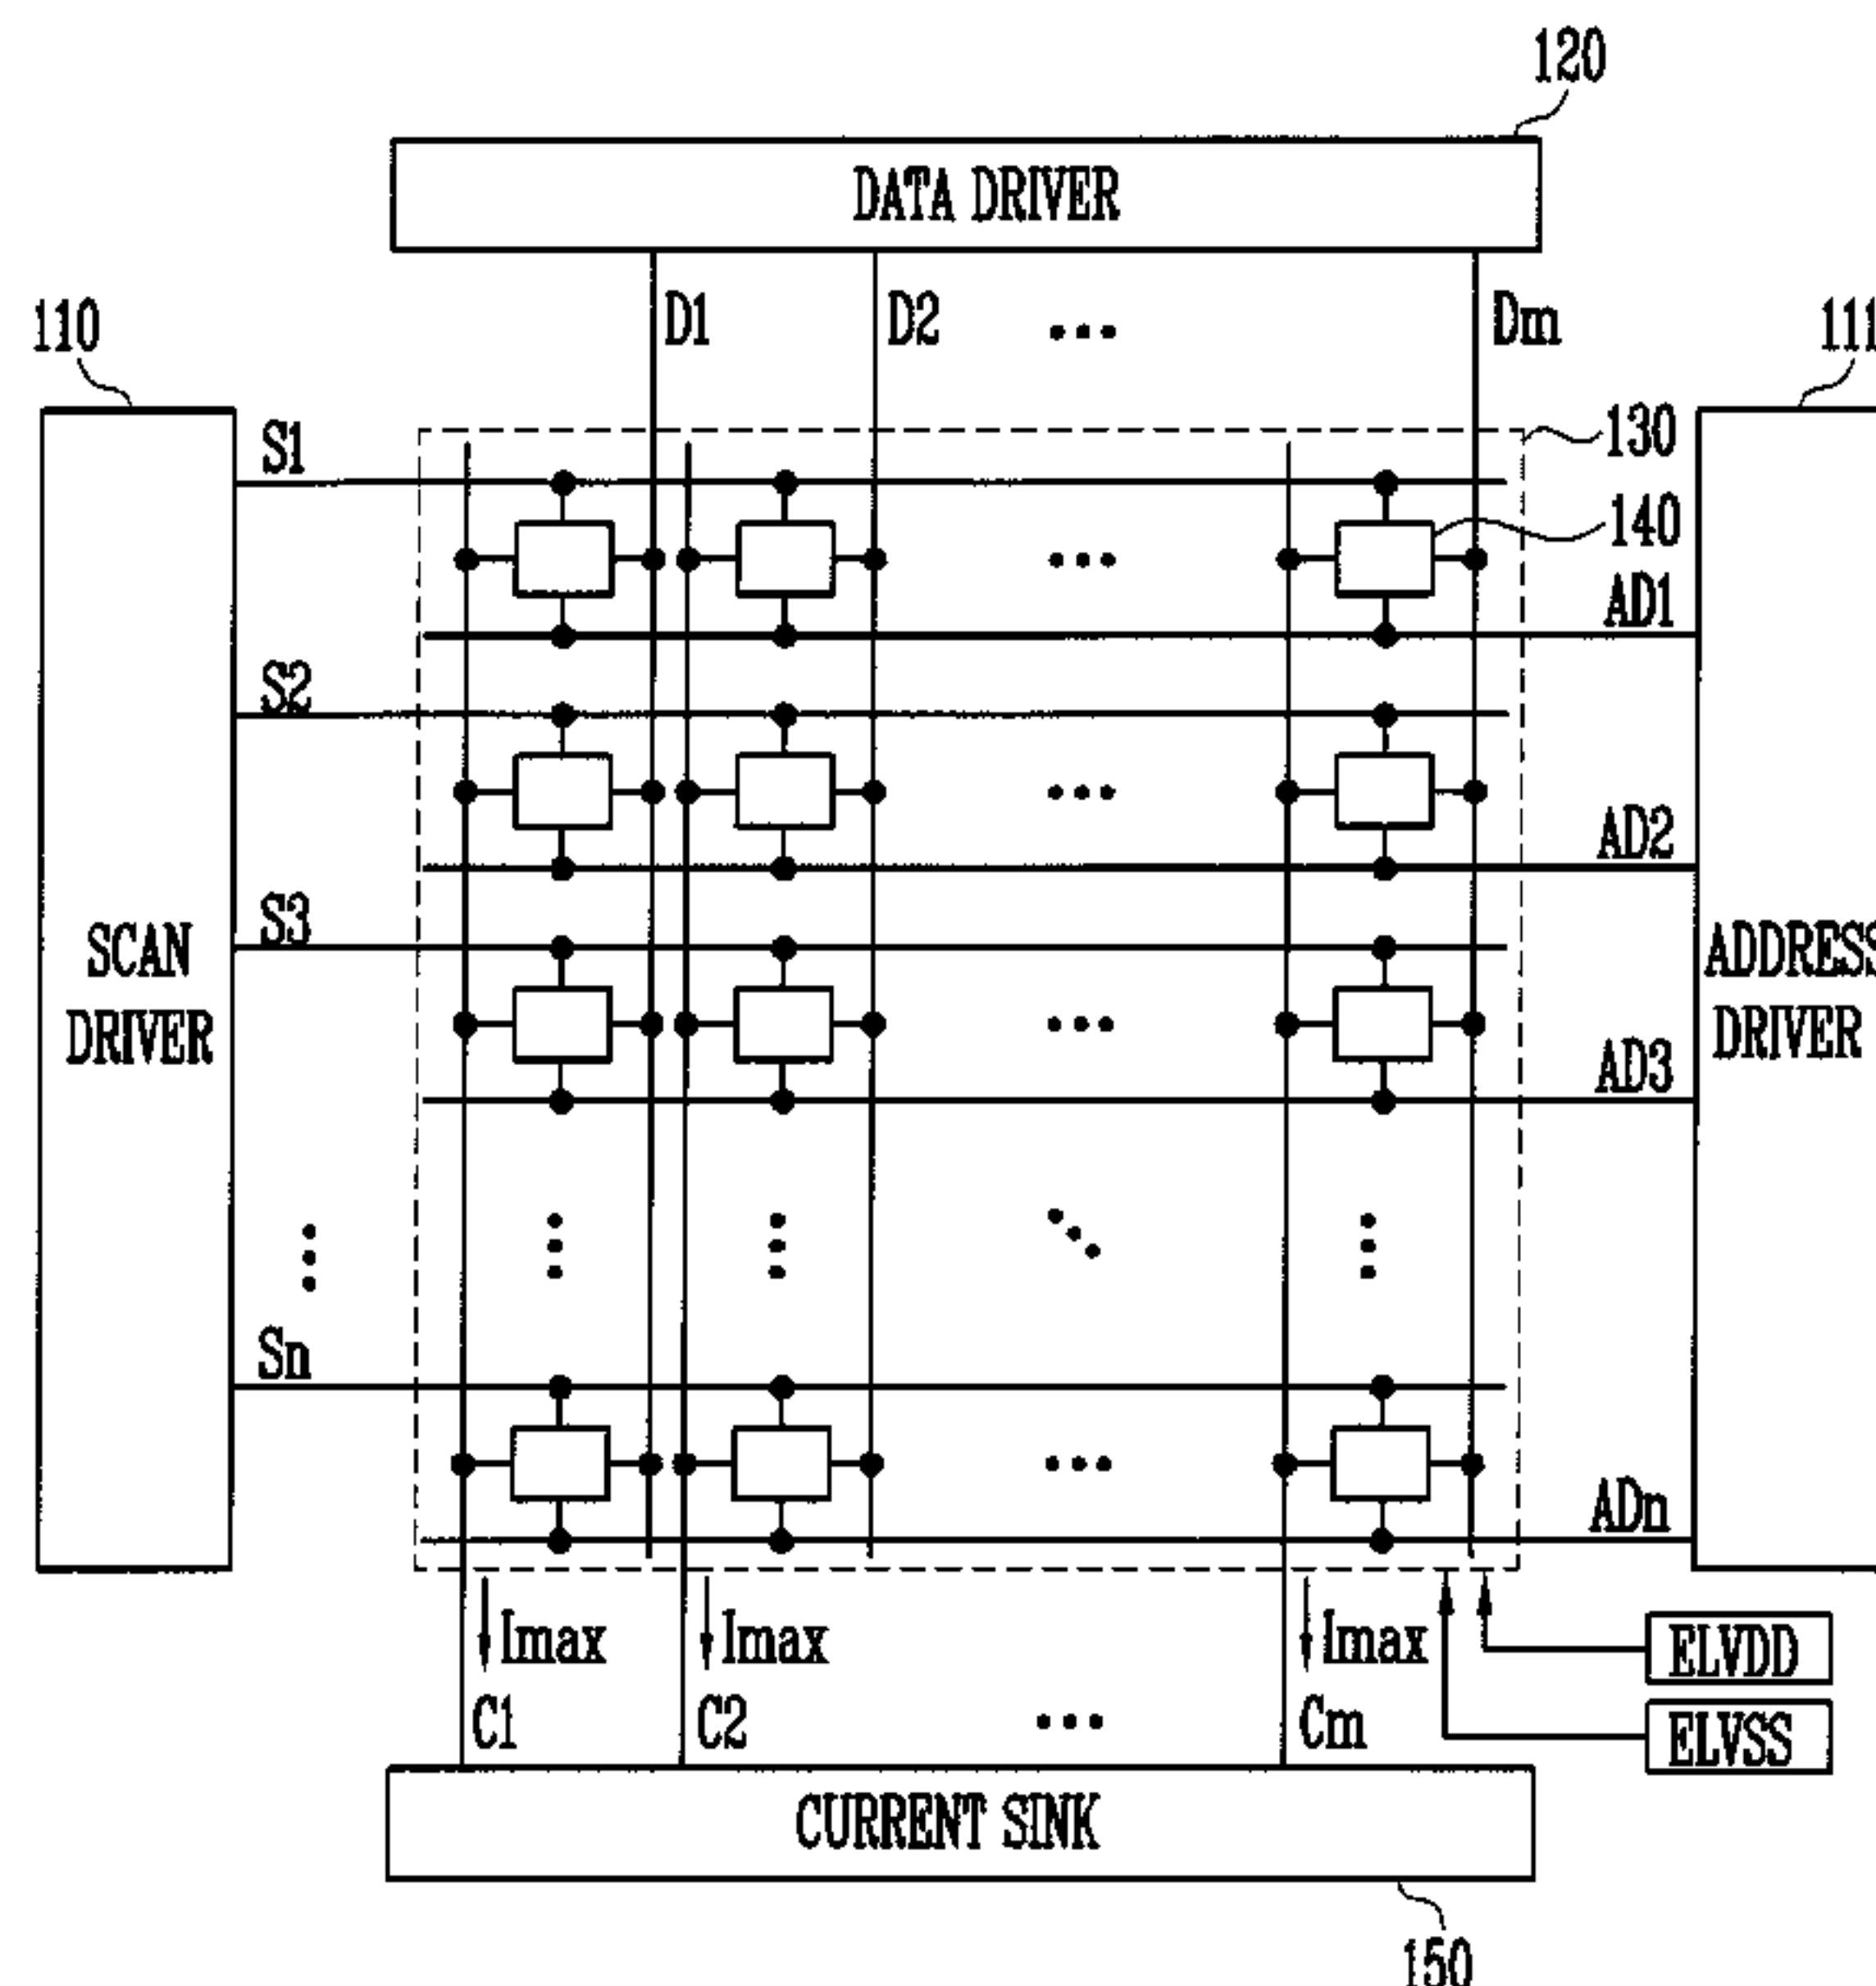 120
DATA DRIVER
D1 D2 ••• Dm
110
111
S1
130
140
•••
AD1
S2
•••
AD2
S3
SCAN
DRIVER
ADDRESS
DRIVER
•••
AD3
Sn
•••
ADn
Imax Imax Imax
ELVDD
C1 C2 ••• Cm
ELVSS
CURRENT SINK
150